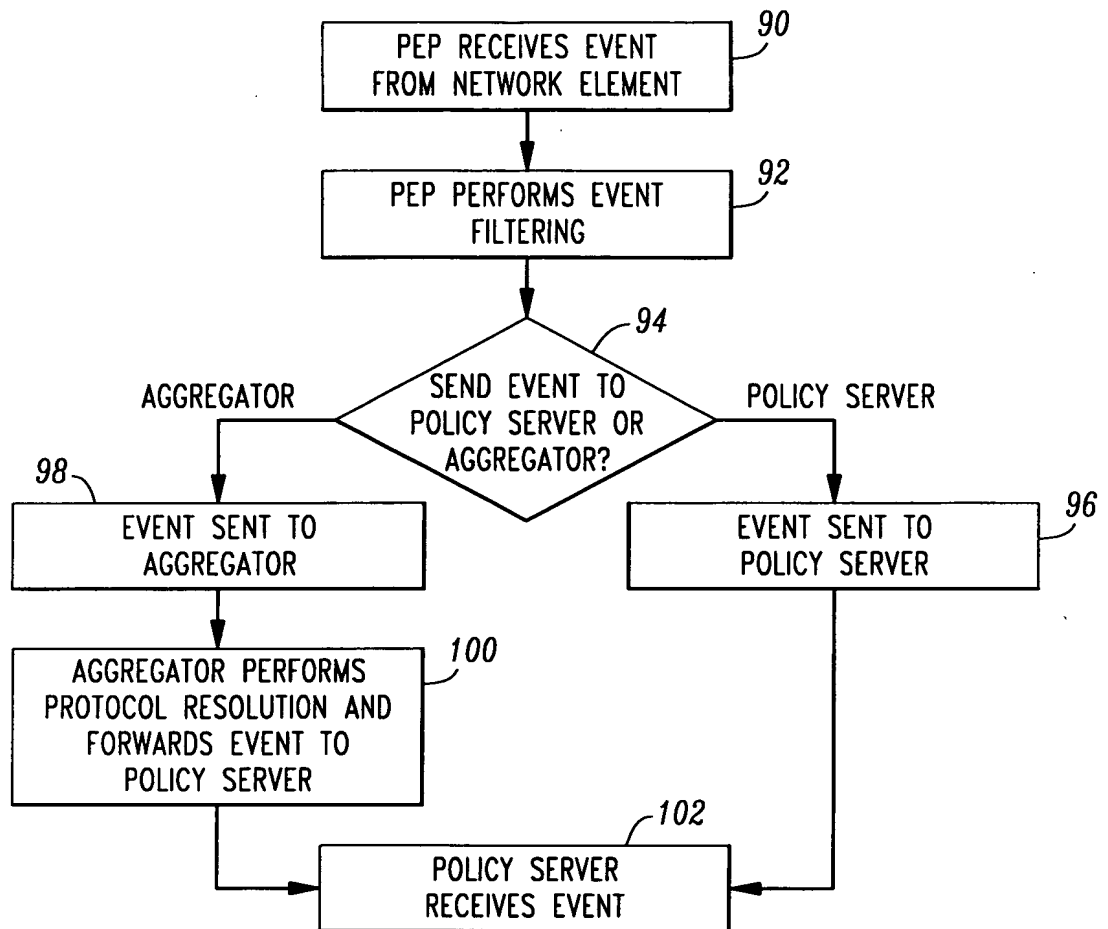 90
PEP RECEIVES EVENT
FROM NETWORK ELEMENT
92
PEP PERFORMS EVENT
FILTERING
94
SEND EVENT TO
POLICY SERVER OR
AGGREGATOR?
AGGREGATOR
POLICY SERVER
98
EVENT SENT TO
AGGREGATOR
96
EVENT SENT TO
POLICY SERVER
100
AGGREGATOR PERFORMS
PROTOCOL RESOLUTION AND
FORWARDS EVENT TO
POLICY SERVER
102
POLICY SERVER
RECEIVES EVENT